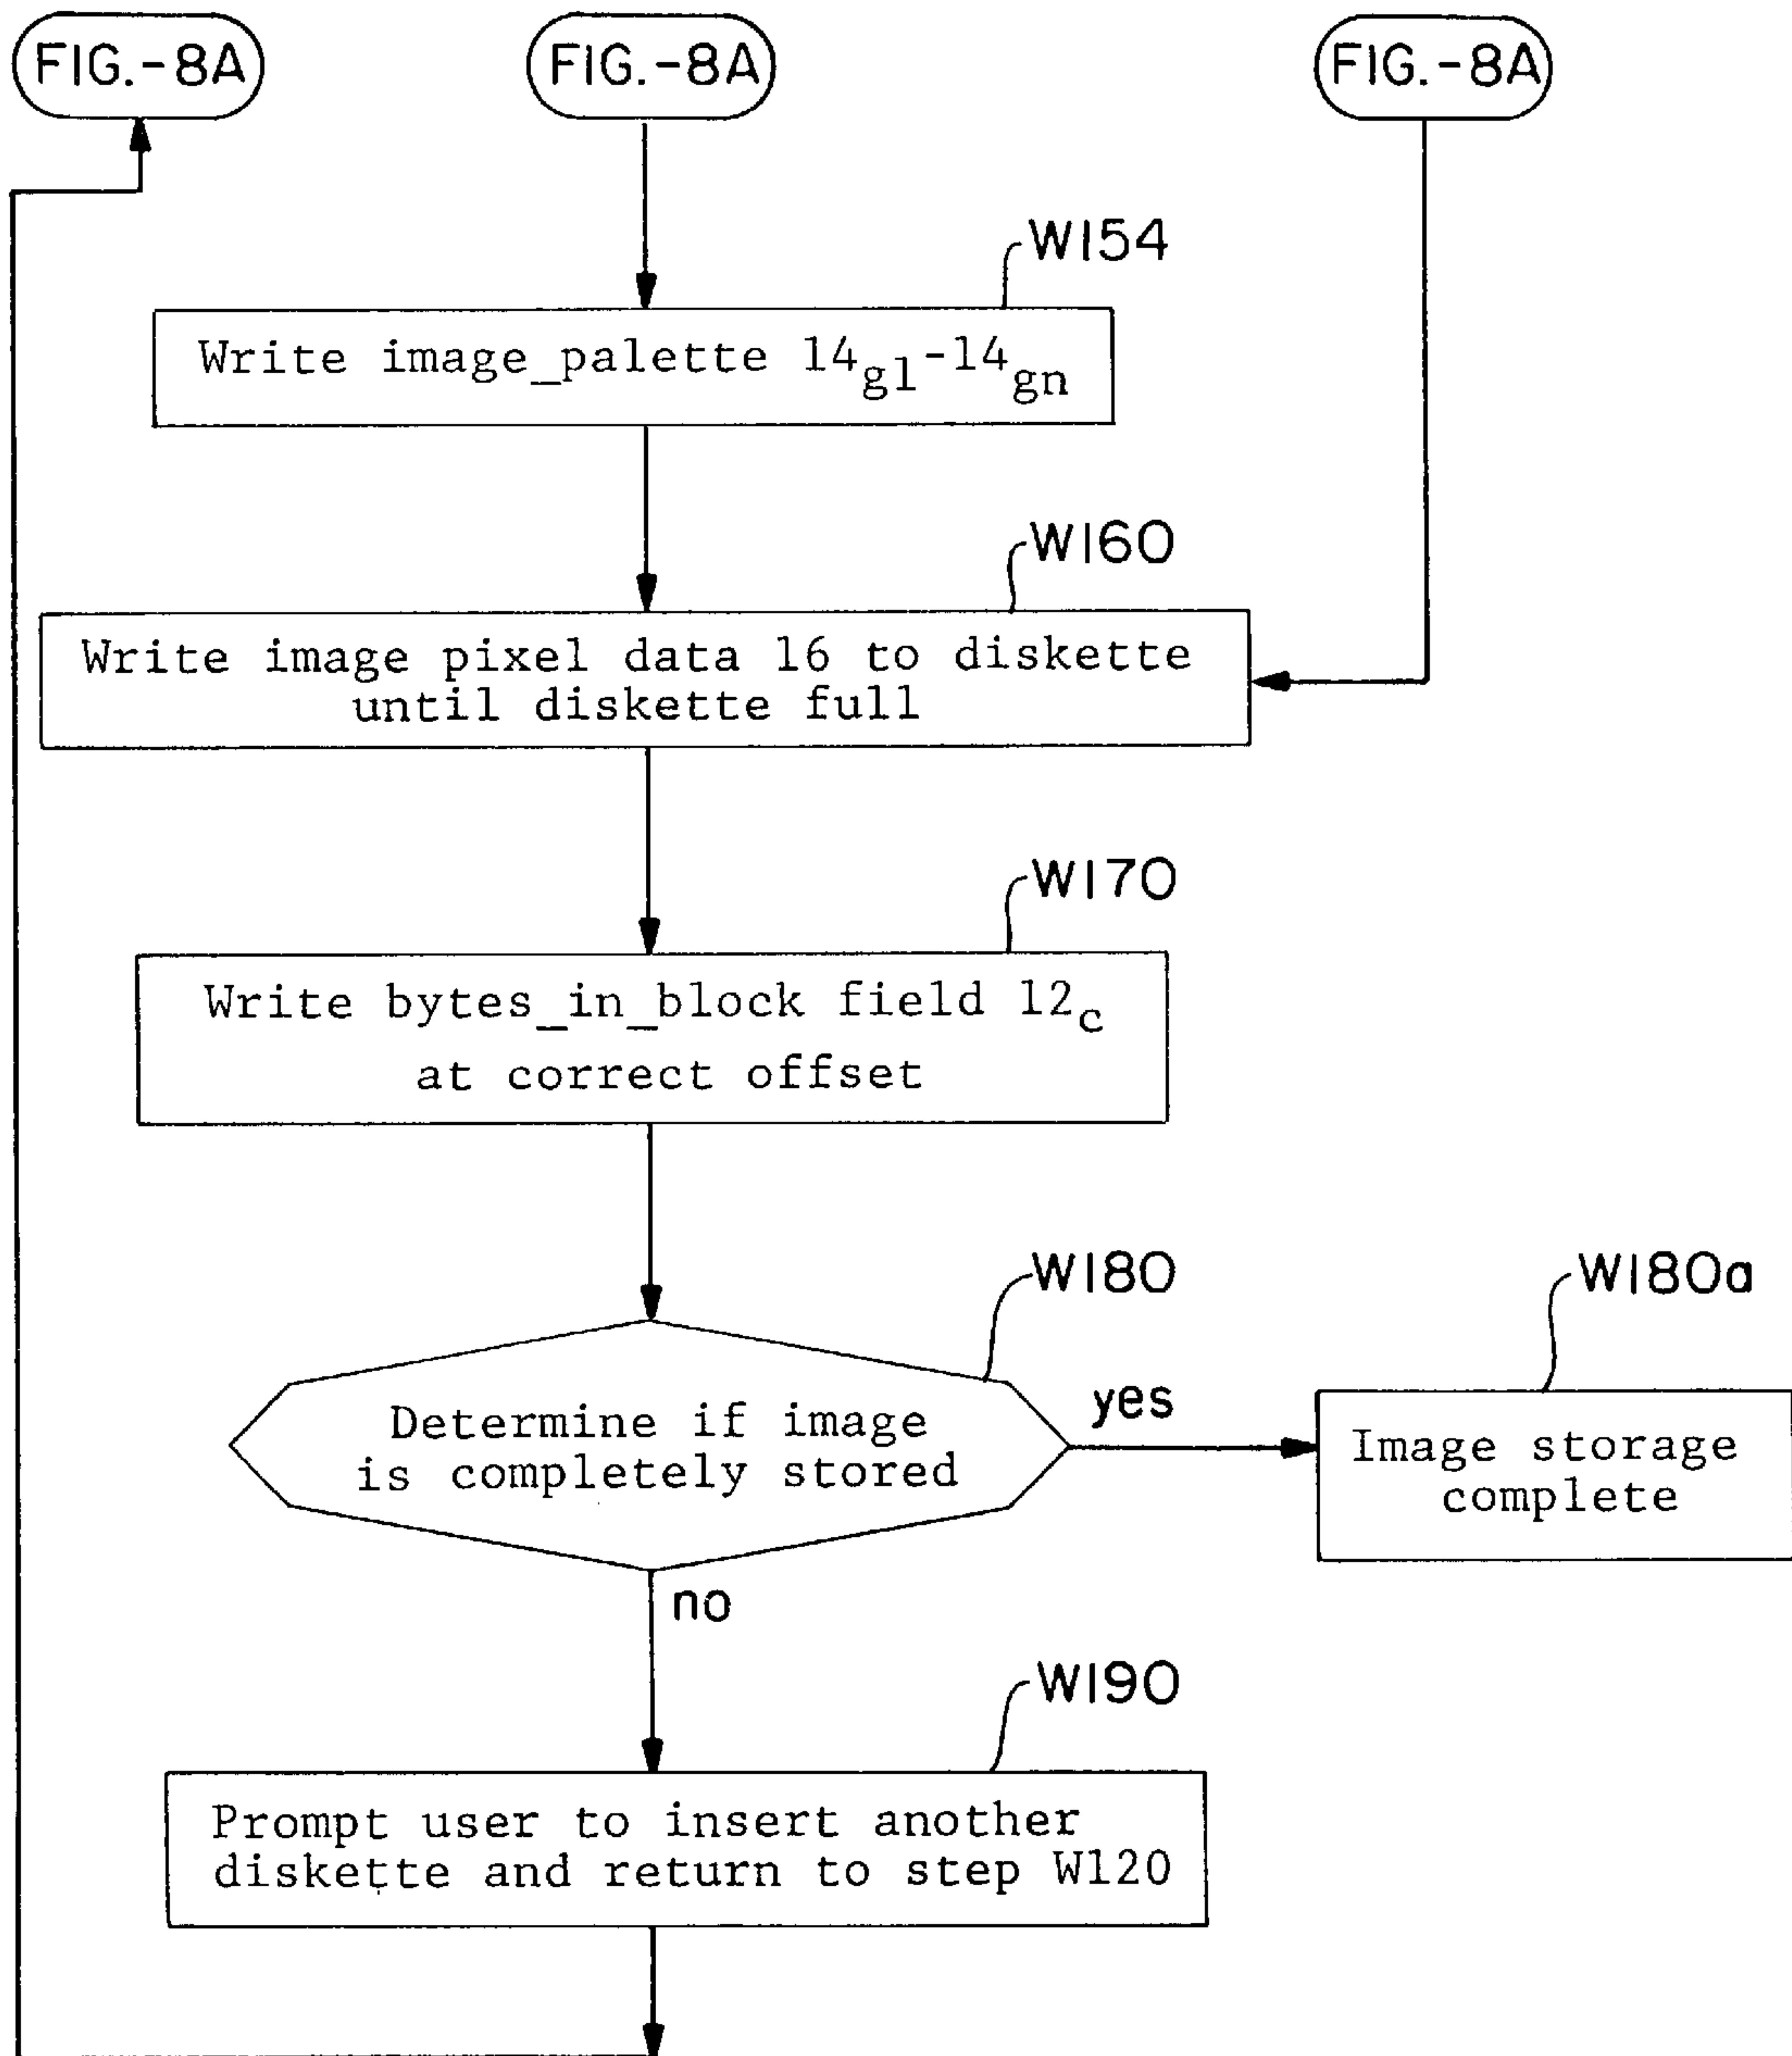 FIG.-8A
FIG.-8A
FIG.-8A
W154
Write image_palette 14g1-14gn
W160
Write image pixel data 16 to diskette
until diskette full
W170
Write bytes_in_block field 12c
at correct offset
W180
W180a
yes
Determine if image
is completely stored
Image storage
complete
no
W190
Prompt user to insert another
diskette and return to step W120